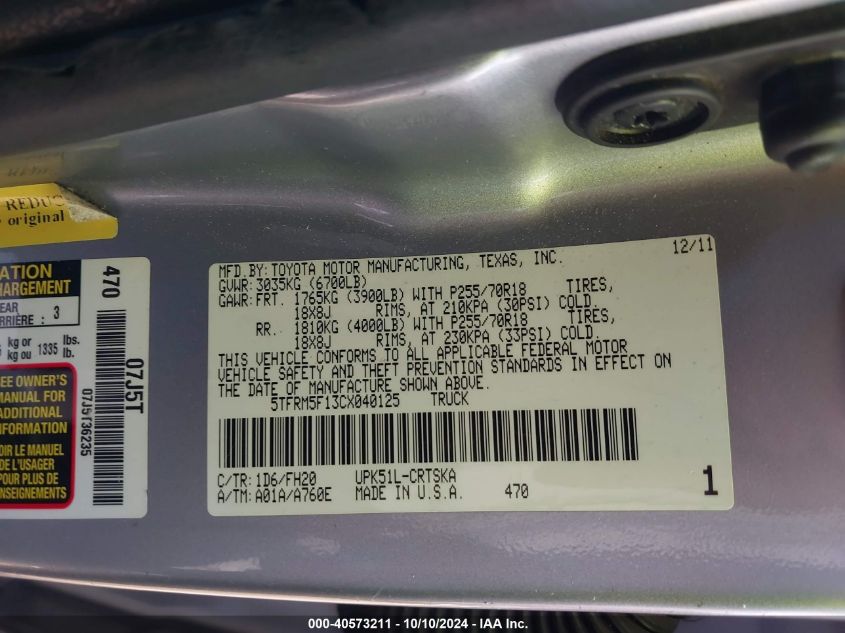 REDUC
original
ATION
HARGEMENT
EAR
ARRIÈRE : 3
kg or lbs.
kg ou 1335 lb.
EE OWNER'S
MANUAL FOR
ADDITIONAL
INFORMATION
OIR LE MANUEL
DE L'USAGER
POUR PLUS DE
ENSEIGNEMENTS
470
07J5T
07J5T36235
12/11
MFD.BY:TOYOTA MOTOR MANUFACTURING, TEXAS, INC.
GVWR:3035KG (6700LB)
GAWR:FRT. 1765KG (3900LB) WITH P255/70R18 TIRES,
18X8J RIMS, AT 210KPA (30PSI) COLD.
RR. 1810KG (4000LB) WITH P255/70R18 TIRES,
18X8J RIMS, AT 230KPA (33PSI) COLD.
THIS VEHICLE CONFORMS TO ALL APPLICABLE FEDERAL MOTOR
VEHICLE SAFETY AND THEFT PREVENTION STANDARDS IN EFFECT ON
THE DATE OF MANUFACTURE SHOWN ABOVE.
5TFRM5F13CX040125 TRUCK
C/TR:1D6/FH20 UPK51L-CRTSKA
A/TM:A01A/A760E MADE IN U.S.A. 470
1
000-40573211 - 10/10/2024 - IAA Inc.